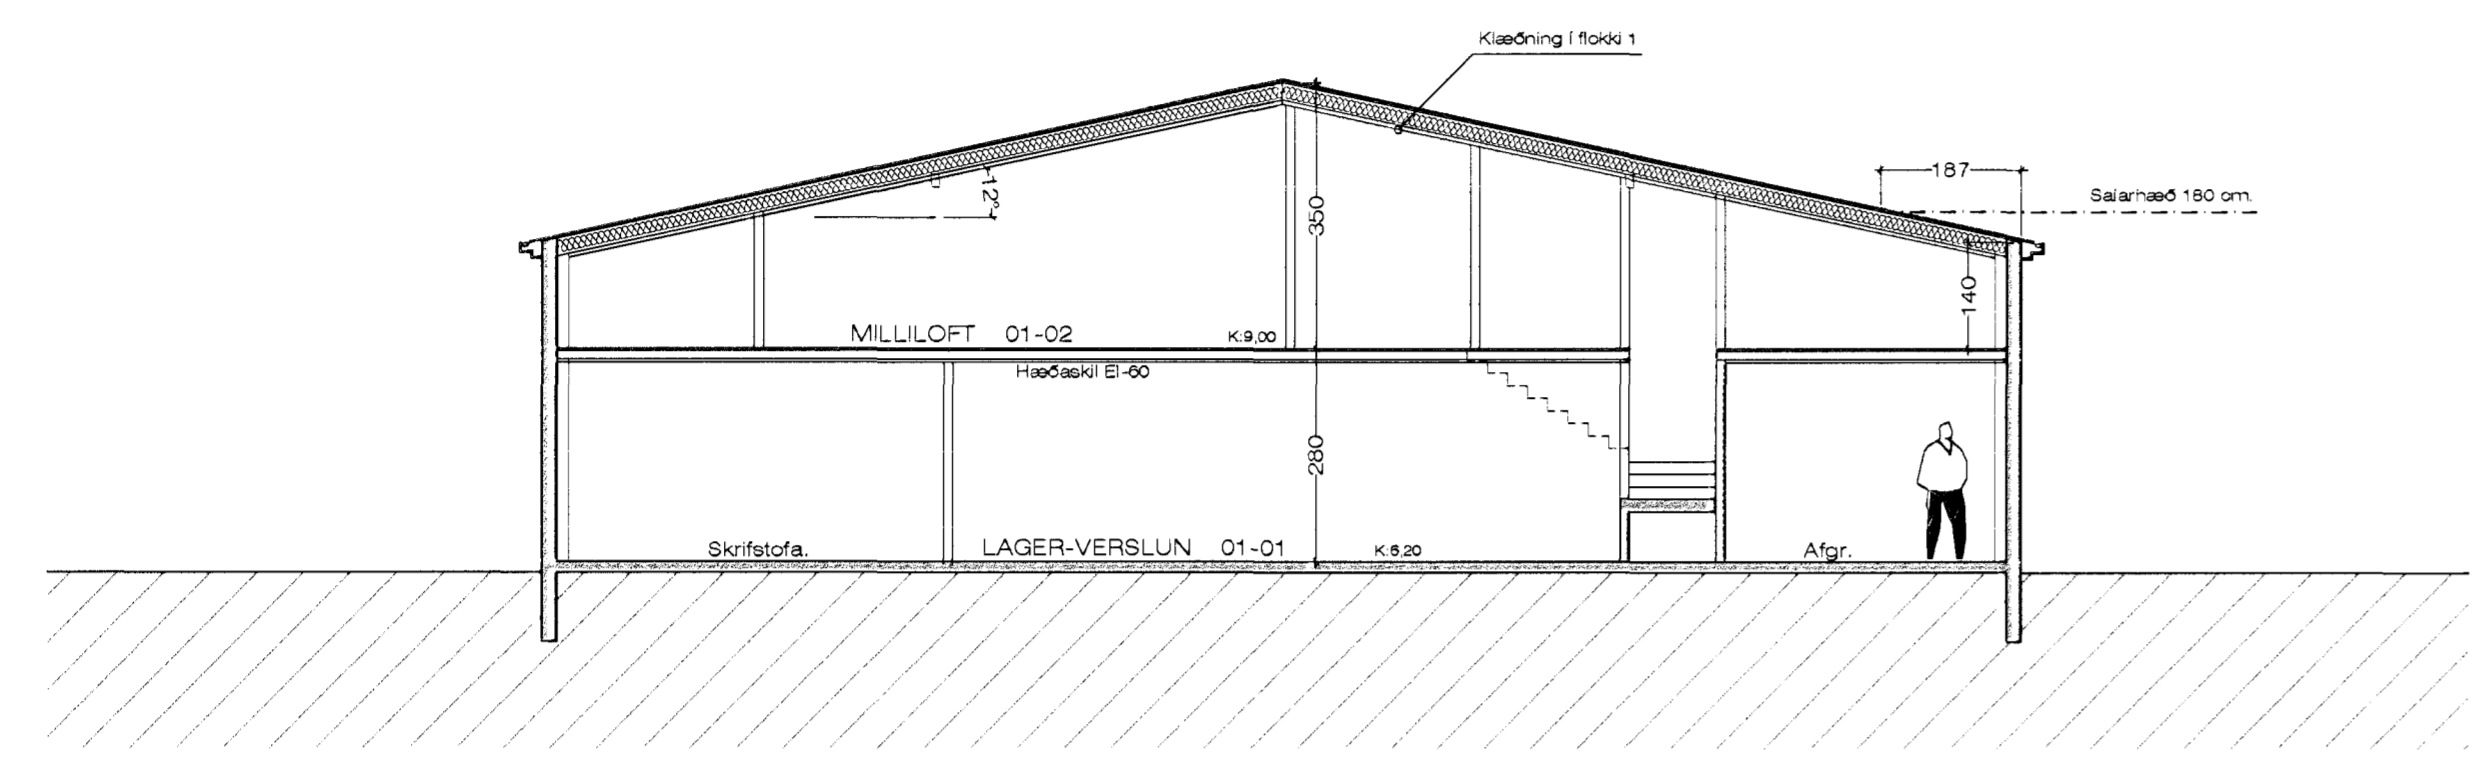 Klæðning í flokki 1
187
Salarhæð 180 cm.
12°
350
140
MILLILOFT 01-02
K:9,00
Hæðaskil EI-60
280
Skrifstofa.
LAGER-VERSLUN 01-01
K:6,20
Afgr.